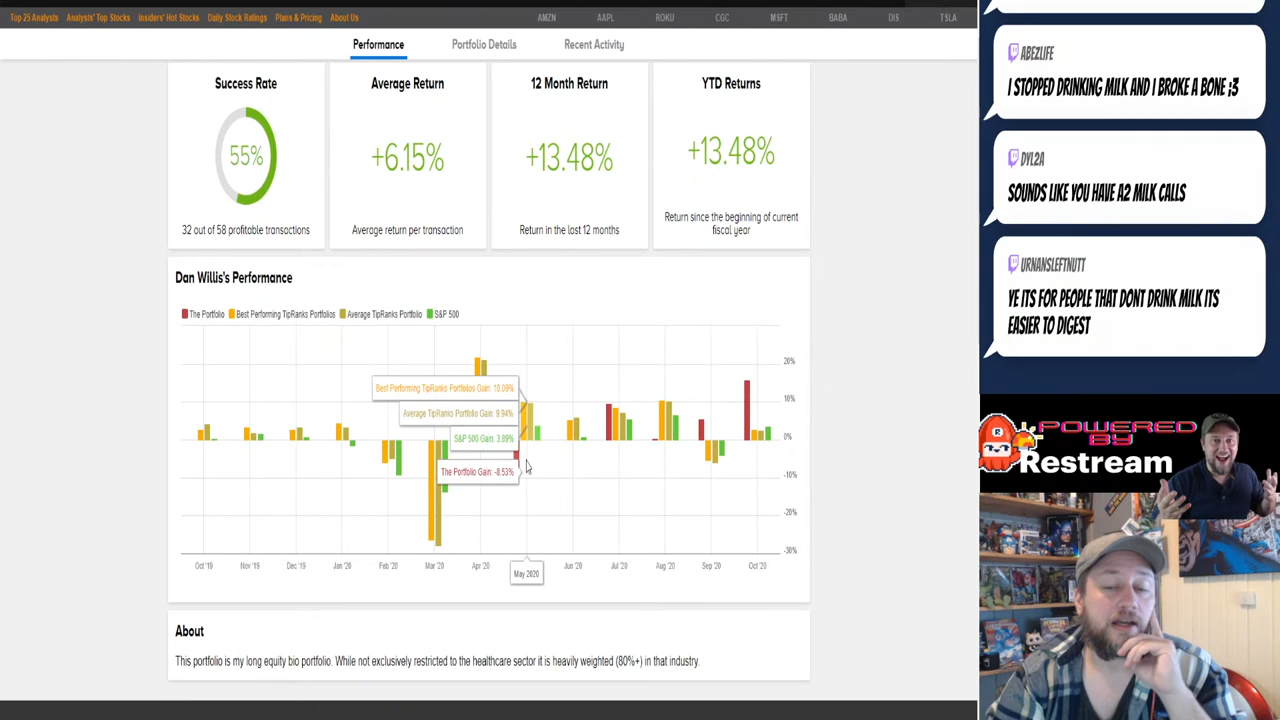 Top 25 Analysts Analysts' Top Stocks Insiders' Hot Stocks Daily Stock Ratings Plans & Pricing About Us AMZN AAPL ROKU CGC MSFT BABA DIS TSLA
Performance Portfolio Details Recent Activity
Success Rate
55%
32 out of 58 profitable transactions
Average Return
+6.15%
Average return per transaction
12 Month Return
+13.48%
Return in the last 12 months
YTD Returns
+13.48%
Return since the beginning of current
fiscal year
Dan Willis's Performance
The Portfolio Best Performing TipRanks Portfolios Average TipRanks Portfolio S&P 500
20%
10%
0%
-10%
-20%
-30%
Best Performing TipRanks Portfolios Gain: 10.09%
Average TipRanks Portfolio Gain: 9.94%
S&P 500 Gain: 3.89%
The Portfolio Gain: -8.53%
Oct '19 Nov '19 Dec '19 Jan '20 Feb '20 Mar '20 Apr '20 Jun '20 Jul '20 Aug '20 Sep '20 Oct '20
May 2020
About
This portfolio is my long equity bio portfolio. While not exclusively restricted to the healthcare sector it is heavily weighted (80%+) in that industry.
ABEZLIFE
I STOPPED DRINKING MILK AND I BROKE A BONE ;3
DYL2A
SOUNDS LIKE YOU HAVE A2 MILK CALLS
URNANSLEFTNUTT
YE ITS FOR PEOPLE THAT DONT DRINK MILK ITS
EASIER TO DIGEST
POWERED
BY
Restream